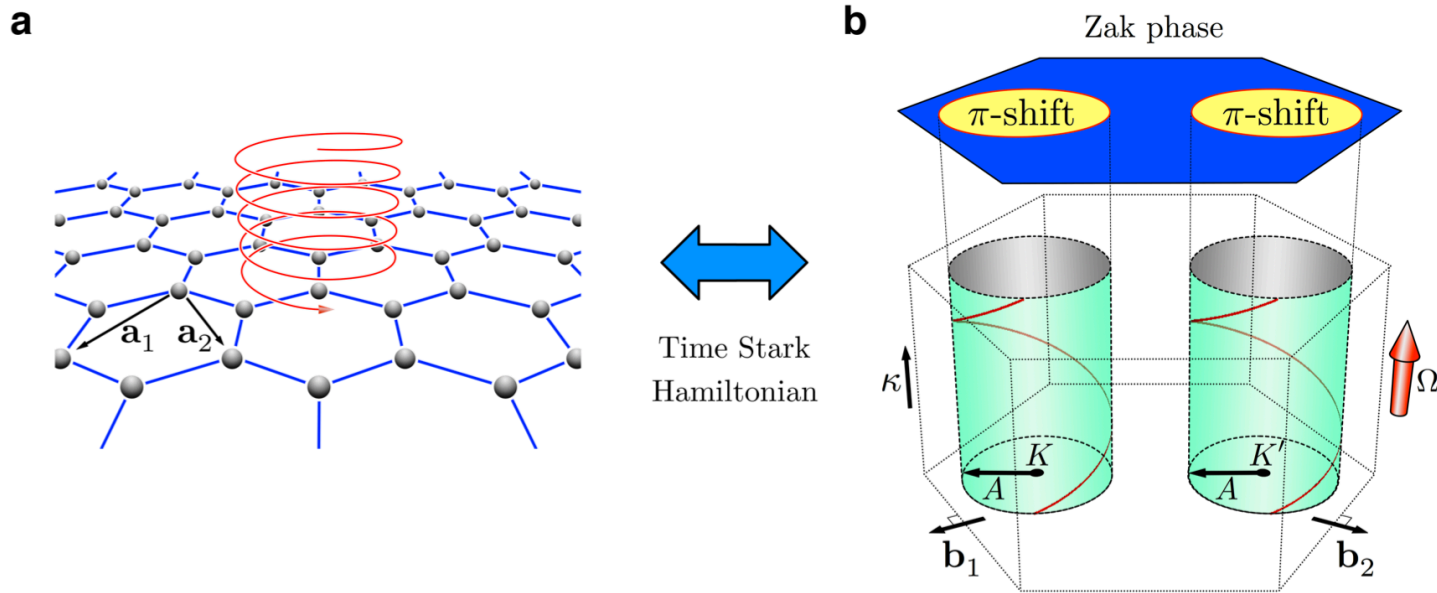 a
a₁ a₂
Time Stark
Hamiltonian
b
Zak phase
π-shift π-shift
κ Ω
K K′
A A
b₁ b₂